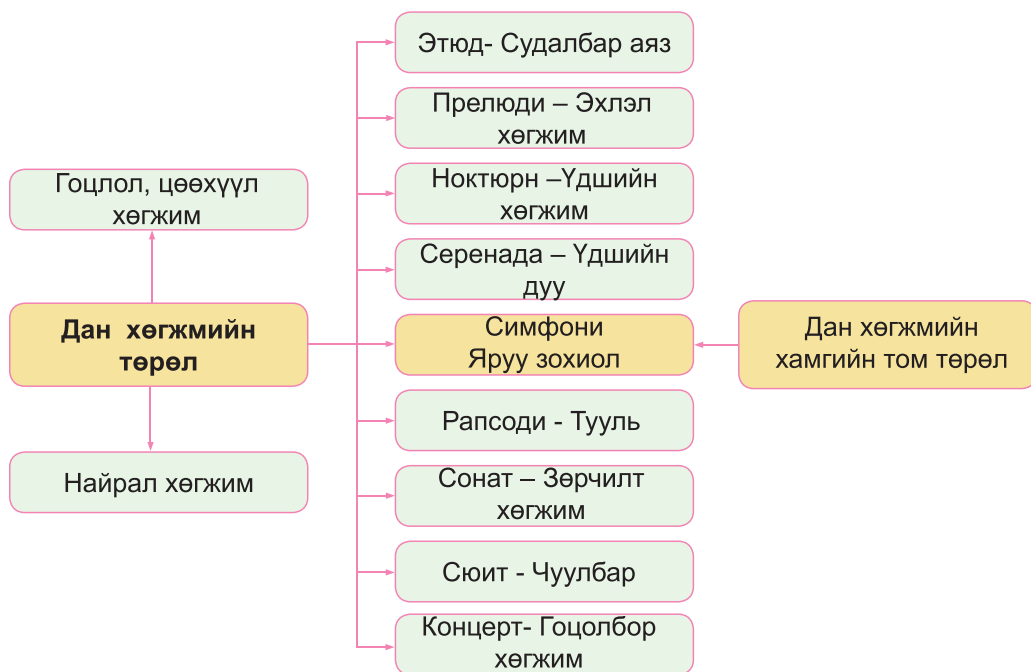 Гоцлол, цөөхүүл
хөгжим
Дан хөгжмийн
төрөл
Найрал хөгжим
Этюд- Судалбар аяз
Прелюди – Эхлэл
хөгжим
Ноктюрн –Үдшийн
хөгжим
Серенада – Үдшийн
дуу
Симфони
Яруу зохиол
Рапсоди - Тууль
Сонат – Зөрчилт
хөгжим
Сюит - Чуулбар
Концерт- Гоцолбор
хөгжим
Дан хөгжмийн
хамгийн том төрөл